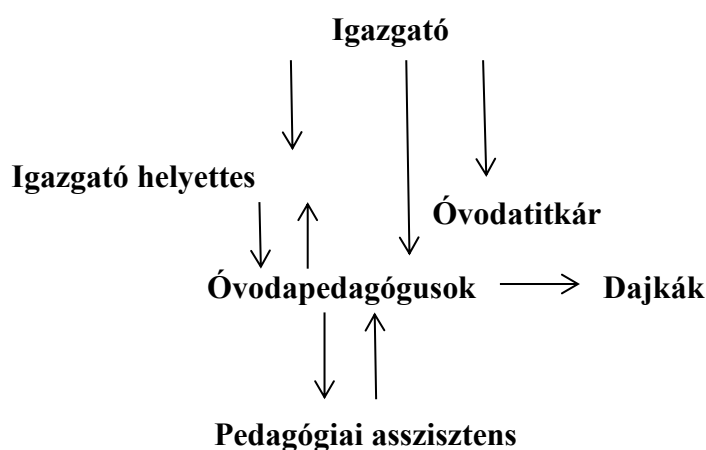 Igazgató
Igazgató helyettes
Óvodatitkár
Óvodapedagógusok
Dajkák
Pedagógiai asszisztens